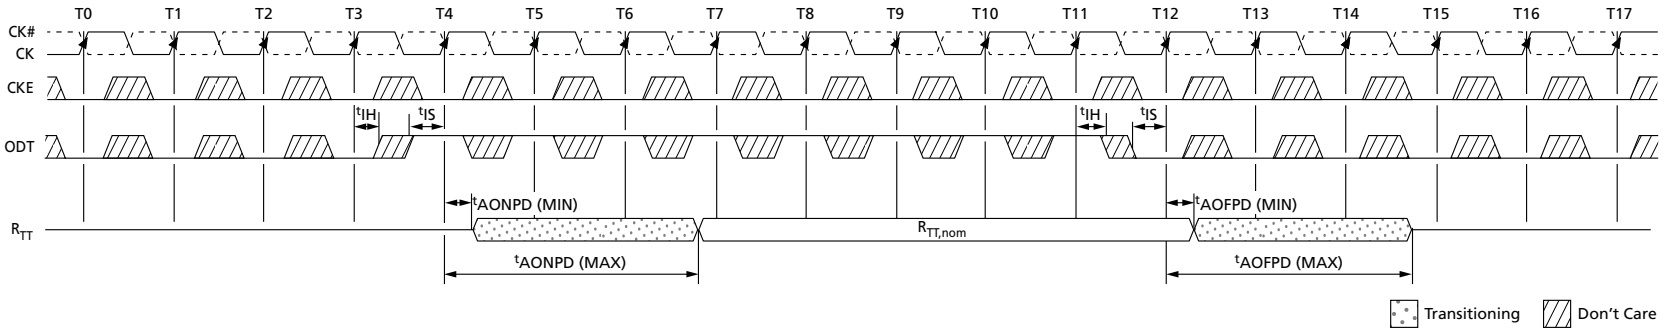 T0 T1 T2 T3 T4 T5 T6 T7 T8 T9 T10 T11 T12 T13 T14 T15 T16 T17
CK#
CK
CKE
tIH tIS tIH tIS
ODT
tAONPD (MIN) tAOFPD (MIN)
RTT RTT,nom
tAONPD (MAX) tAOFPD (MAX)
Transitioning Don't Care